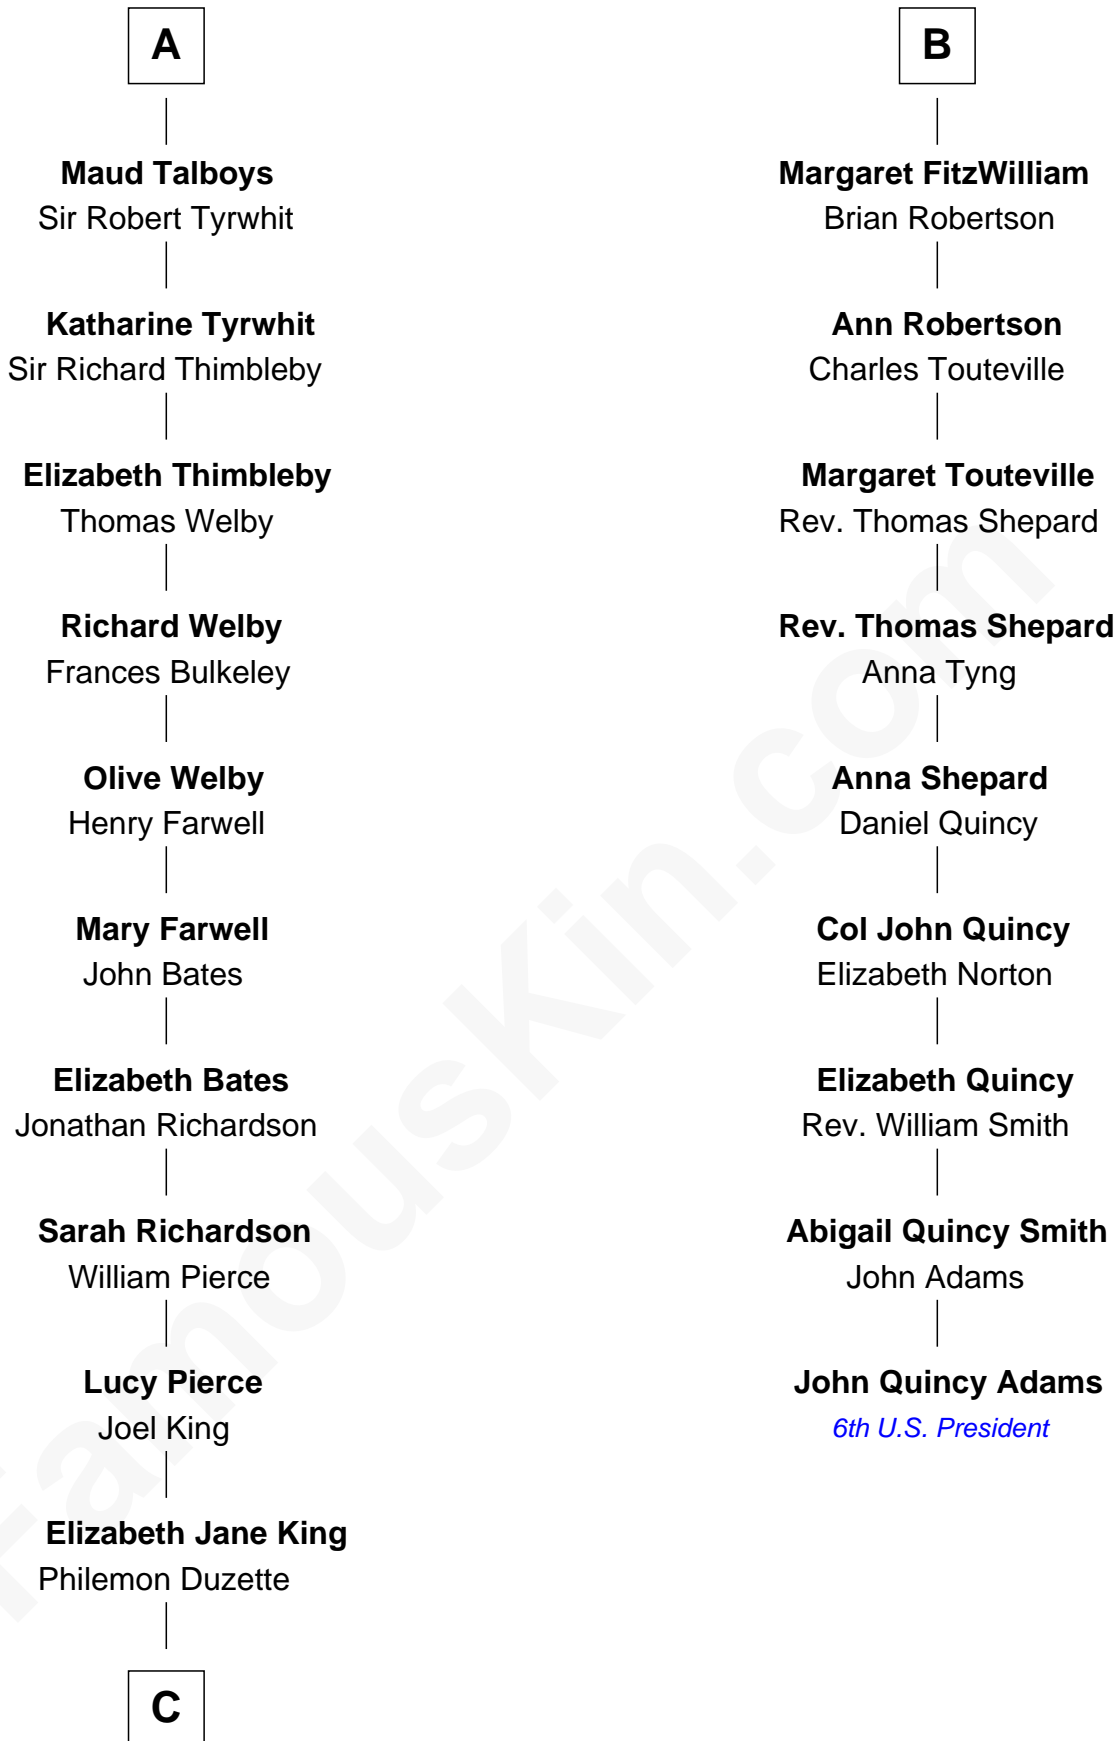 A
Maud Talboys
Sir Robert Tyrwhit
Katharine Tyrwhit
Sir Richard Thimbleby
Elizabeth Thimbleby
Thomas Welby
Richard Welby
Frances Bulkeley
Olive Welby
Henry Farwell
Mary Farwell
John Bates
Elizabeth Bates
Jonathan Richardson
Sarah Richardson
William Pierce
Lucy Pierce
Joel King
Elizabeth Jane King
Philemon Duzette
C
B
Margaret FitzWilliam
Brian Robertson
Ann Robertson
Charles Touteville
Margaret Touteville
Rev. Thomas Shepard
Rev. Thomas Shepard
Anna Tyng
Anna Shepard
Daniel Quincy
Col John Quincy
Elizabeth Norton
Elizabeth Quincy
Rev. William Smith
Abigail Quincy Smith
John Adams
John Quincy Adams
6th U.S. President
FamousKin.com